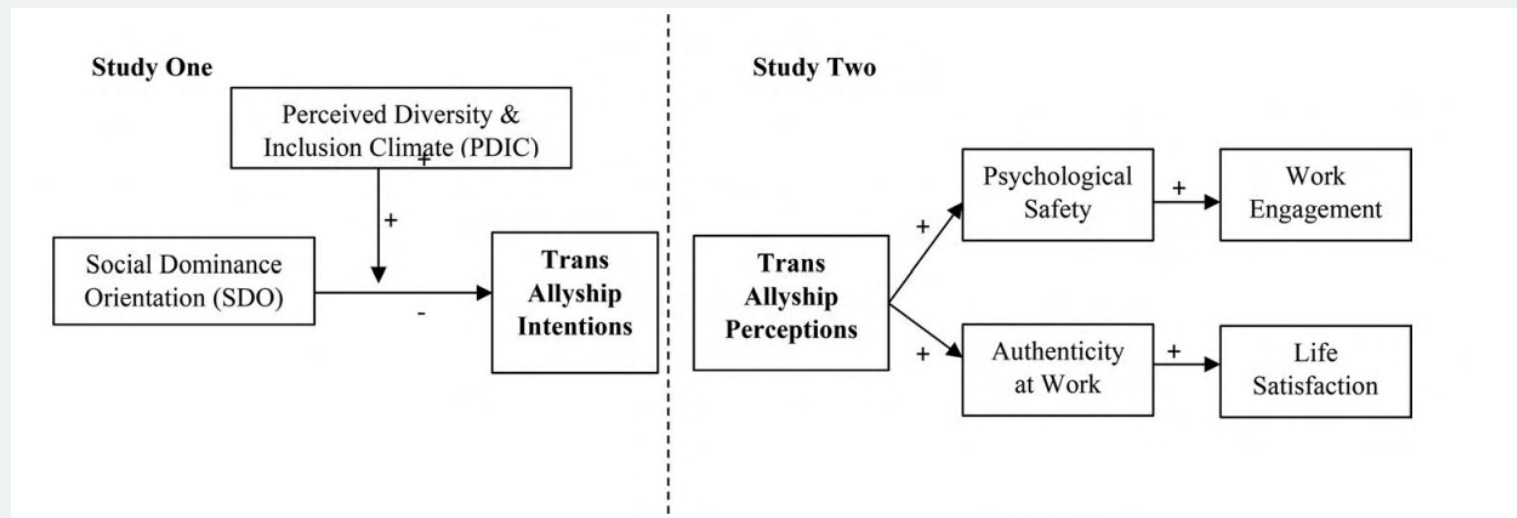 Study One
Perceived Diversity &
Inclusion Climate (PDIC)
+
+
Social Dominance
Orientation (SDO)
-
Trans
Allyship
Intentions
Study Two
Trans
Allyship
Perceptions
+
+
Psychological
Safety
+
Work
Engagement
Authenticity
at Work
+
Life
Satisfaction